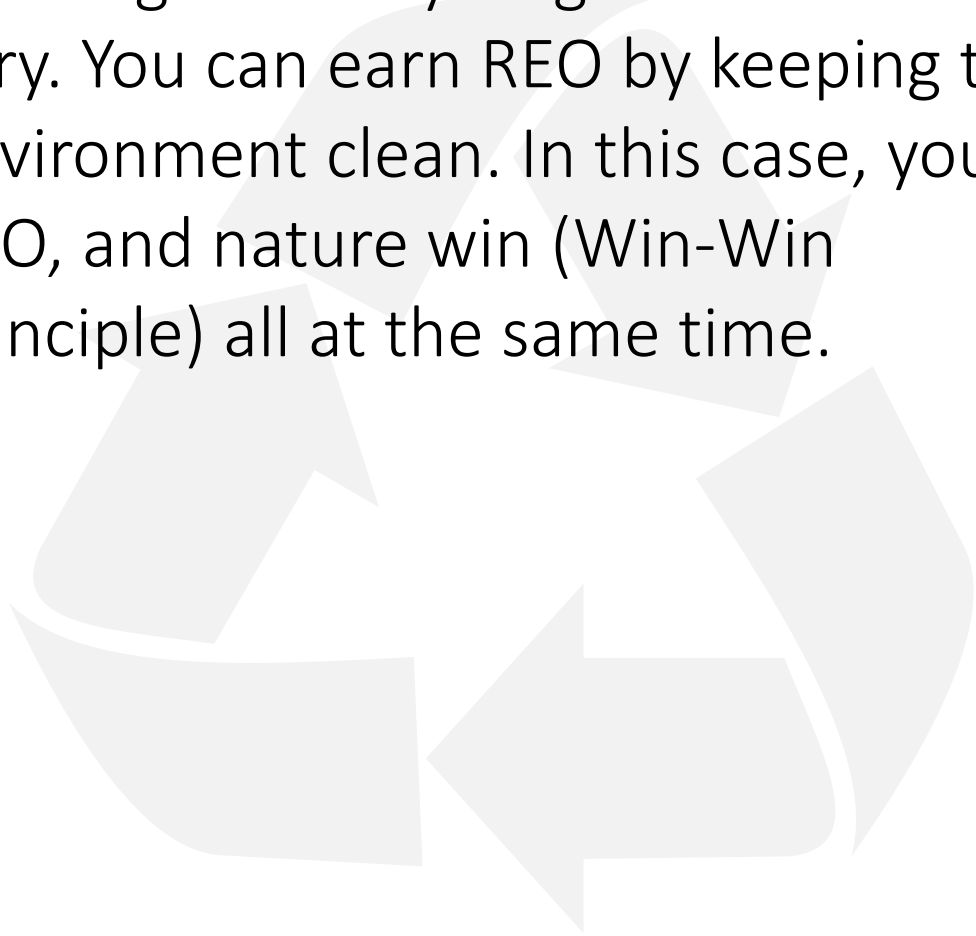 ry. You can earn REO by keeping t
vironment clean. In this case, you
O, and nature win (Win-Win
nciple) all at the same time.